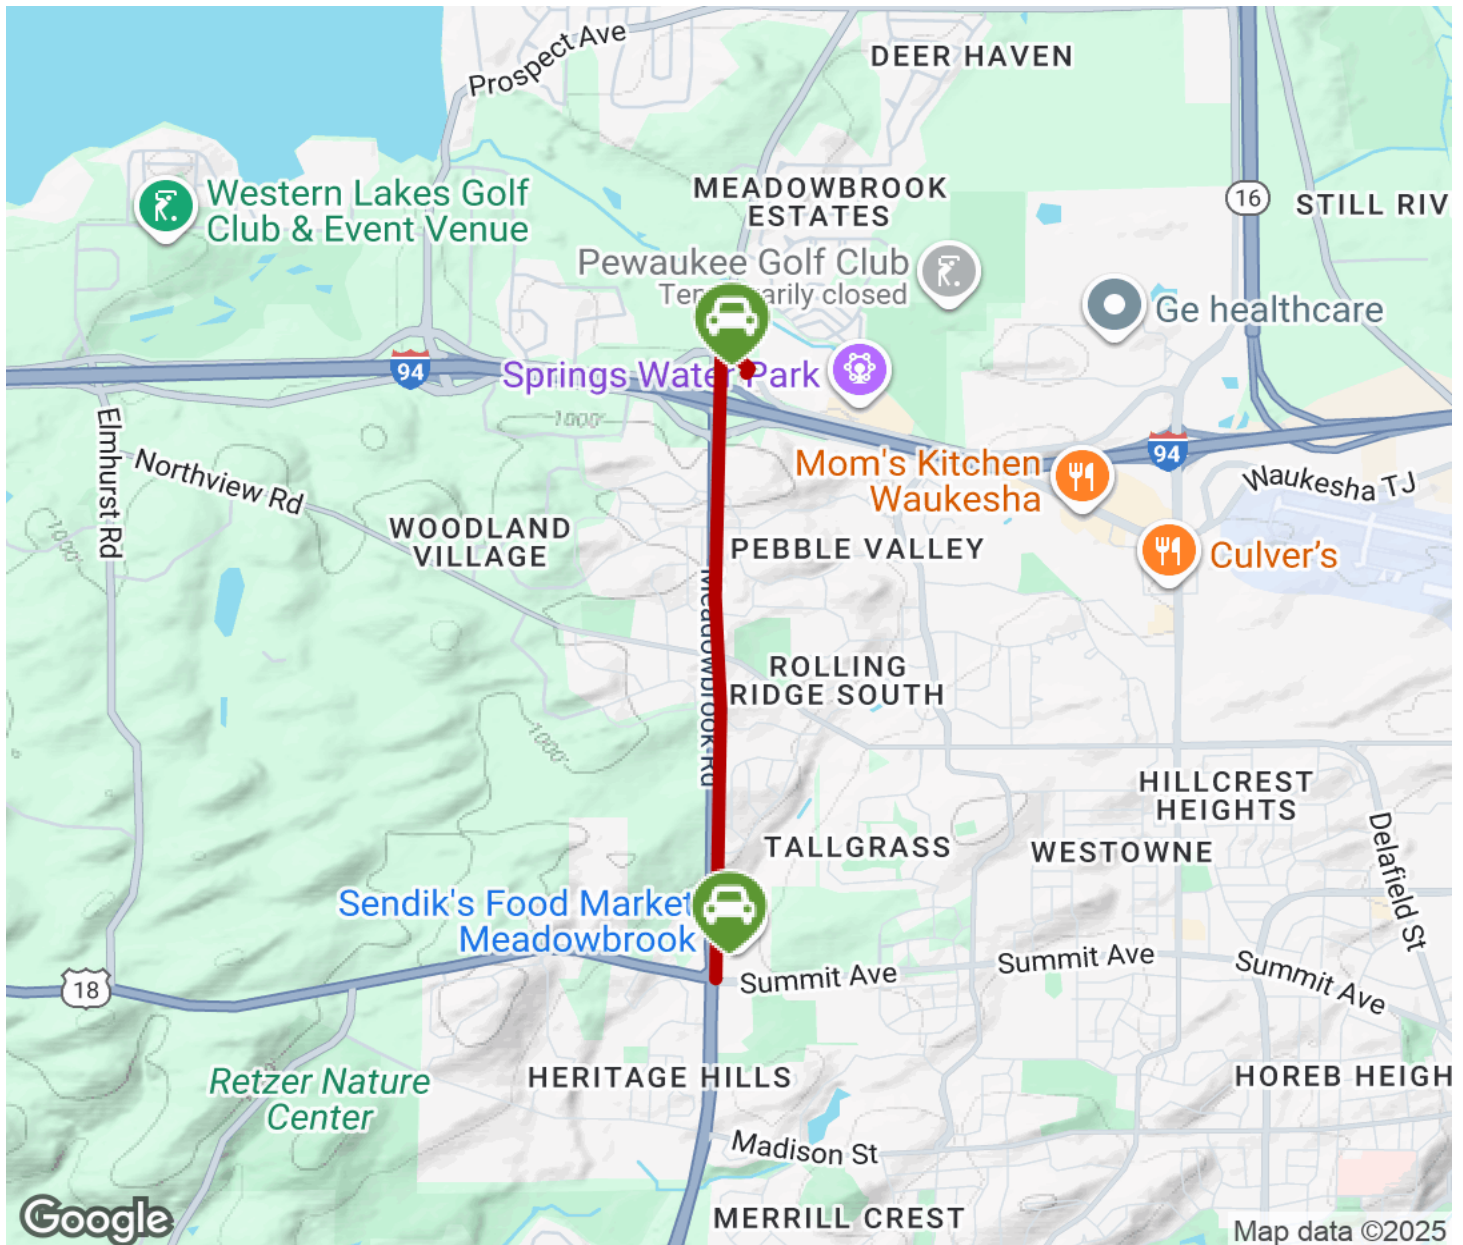 Prospect Ave
DEER HAVEN
Western Lakes Golf
Club & Event Venue
MEADOWBROOK
ESTATES
16
STILL RIV
Pewaukee Golf Club
closed
Ge healthcare
94
Springs Water Park
1000'
Elmhurst Rd
Northview Rd
Mom's Kitchen
Waukesha
94
Waukesha TJ
1000'
WOODLAND
VILLAGE
PEBBLE VALLEY
Culver's
Meadowbrook Rd
ROLLING
RIDGE SOUTH
1000'
HILLCREST
HEIGHTS
TALLGRASS
WESTOWNE
Delafield St
Sendik's Food Market
Meadowbrook
18
Summit Ave
Summit Ave
Summit Ave
Retzer Nature
Center
HERITAGE HILLS
HOREB HEIGH
Madison St
MERRILL CREST
Google
Map data ©2025